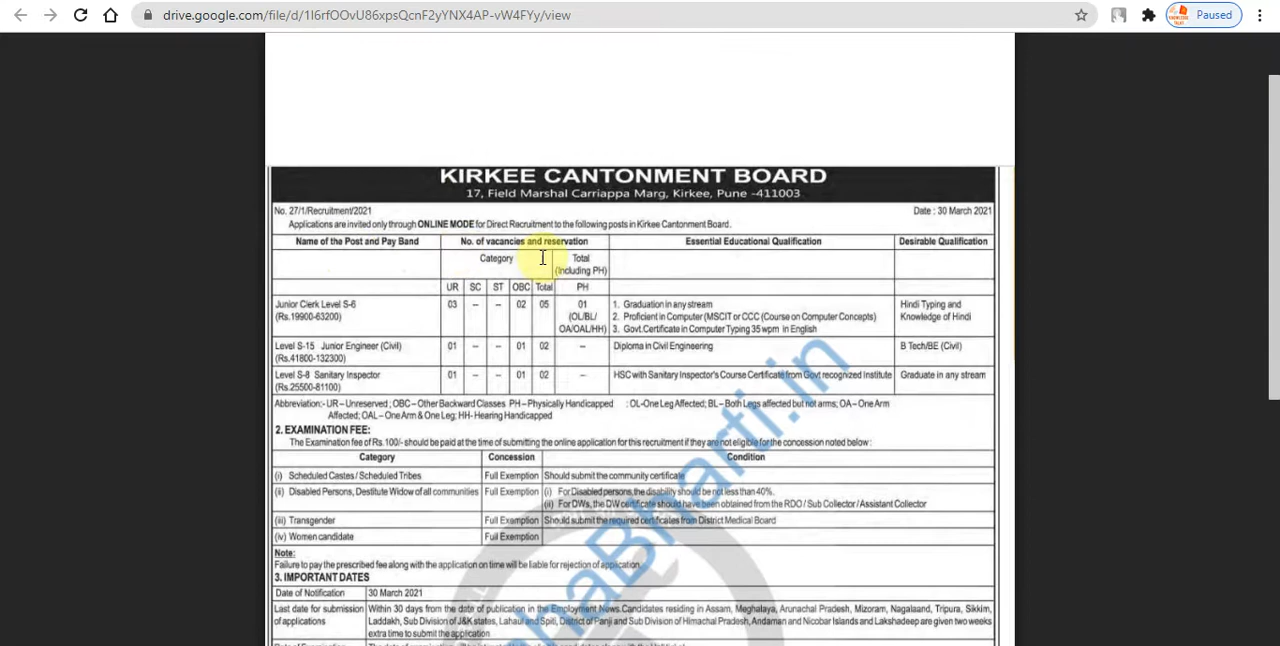 drive.google.com/file/d/1I6rfOOvU86xpsQcnF2yYNX4AP-vW4FYy/view
Paused
KIRKEE CANTONMENT BOARD
17, Field Marshal Carriappa Marg, Kirkee, Pune -411003
No. 27/1/Recruitment/2021 Date : 30 March 2021
Applications are invited only through ONLINE MODE for Direct Recruitment to the following posts in Kirkee Cantonment Board.
Name of the Post and Pay Band No. of vacancies and reservation Essential Educational Qualification Desirable Qualification
Category Total
(Including PH)
UR SC ST OBC Total PH
Junior Clerk Level S-6 03 -- -- 02 05 01 1. Graduation in any stream Hindi Typing and
(Rs.19900-63200) (OL/BL/ 2. Proficient in Computer (MSCIT or CCC (Course on Computer Concepts) Knowledge of Hindi
OA/OAL/HH) 3. Govt.Certificate in Computer Typing 35 wpm in English
Level S-15 Junior Engineer (Civil) 01 -- -- 01 02 -- Diploma in Civil Engineering B Tech/BE (Civil)
(Rs.41800-132300)
Level S-8 Sanitary Inspector 01 -- -- 01 02 -- HSC with Sanitary Inspector's Course Certificate from Govt recognized Institute Graduate in any stream
(Rs.25500-81100)
Abbreviation:- UR – Unreserved ; OBC – Other Backward Classes PH – Physically Handicapped : OL-One Leg Affected; BL – Both Legs affected but not arms; OA – One Arm
Affected; OAL – One Arm & One Leg; HH- Hearing Handicapped
2. EXAMINATION FEE:
The Examination fee of Rs.100/- should be paid at the time of submitting the online application for this recruitment if they are not eligible for the concession noted below :
Category Concession Condition
(i) Scheduled Castes / Scheduled Tribes Full Exemption Should submit the community certificate
(ii) Disabled Persons, Destitute Widow of all communities Full Exemption (i) For Disabled persons, the disability should be not less than 40%.
(ii) For DWs, the DW certificate should have been obtained from the RDO / Sub Collector / Assistant Collector
(iii) Transgender Full Exemption Should submit the required certificates from District Medical Board
(iv) Women candidate Full Exemption
Note:
Failure to pay the prescribed fee along with the application on time will be liable for rejection of application.
3. IMPORTANT DATES
Date of Notification 30 March 2021
Last date for submission Within 30 days from the date of publication in the Employment News. Candidates residing in Assam, Meghalaya, Arunachal Pradesh, Mizoram, Nagaland, Tripura, Sikkim,
of applications Laddakh, Sub Division of J&K states, Lahaul and Spiti, District of Panji and Sub Division of Himachal Pradesh, Andaman and Nicobar Islands and Lakshadeep are given two weeks
extra time to submit the application